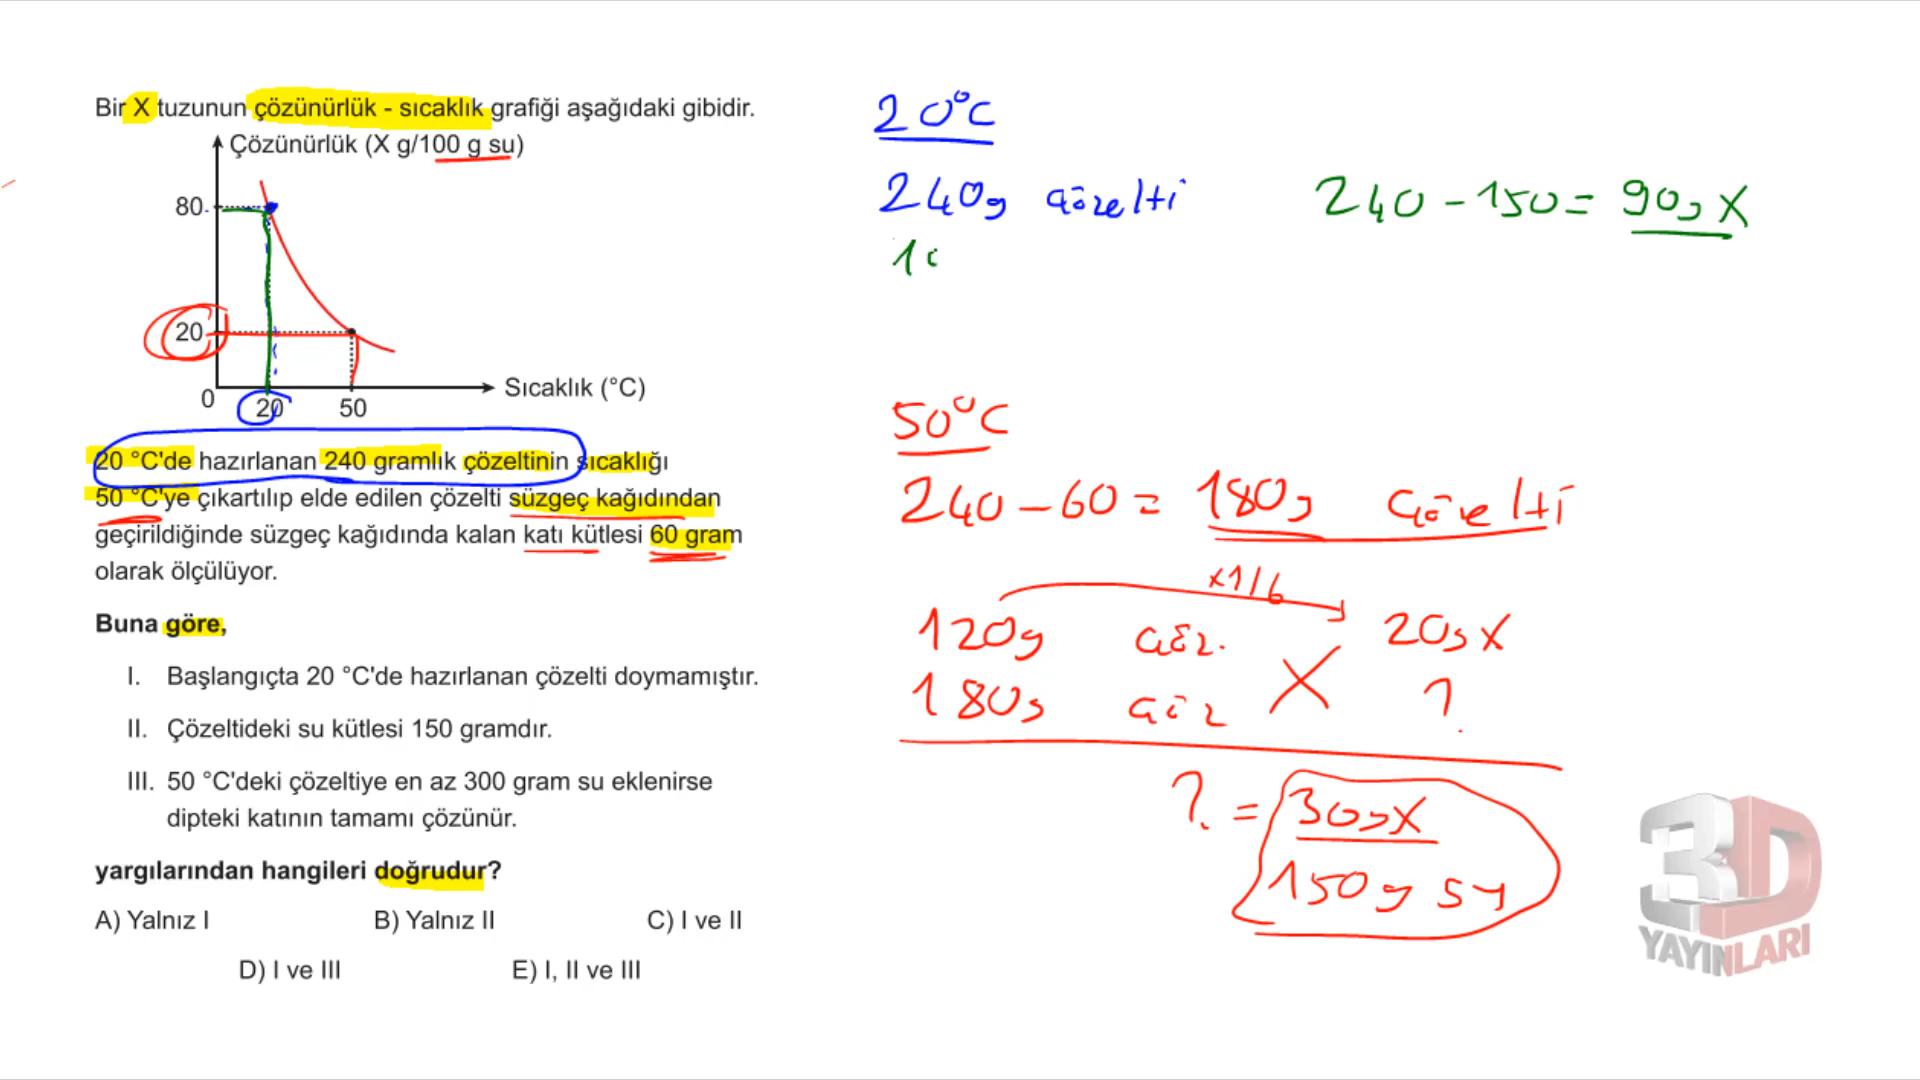 Bir X tuzunun çözünürlük - sıcaklık grafiği aşağıdaki gibidir.
Çözünürlük (X g/100 g su)
80
20
0
20
50
Sıcaklık (°C)
20 °C'de hazırlanan 240 gramlık çözeltinin sıcaklığı
50 °C'ye çıkartılıp elde edilen çözelti süzgeç kağıdından
geçirildiğinde süzgeç kağıdında kalan katı kütlesi 60 gram
olarak ölçülüyor.
Buna göre,
I. Başlangıçta 20 °C'de hazırlanan çözelti doymamıştır.
II. Çözeltideki su kütlesi 150 gramdır.
III. 50 °C'deki çözeltiye en az 300 gram su eklenirse
dipteki katının tamamı çözünür.
yargılarından hangileri doğrudur?
A) Yalnız I B) Yalnız II C) I ve II
D) I ve III E) I, II ve III
20°C
240g çözelti
240 - 150 = 90g X
50°C
240 - 60 = 180g çözelti
x1/6
120g çöz. 20g X
180g çöz X ?
? = 30g X
150g su
3D
YAYINLARI